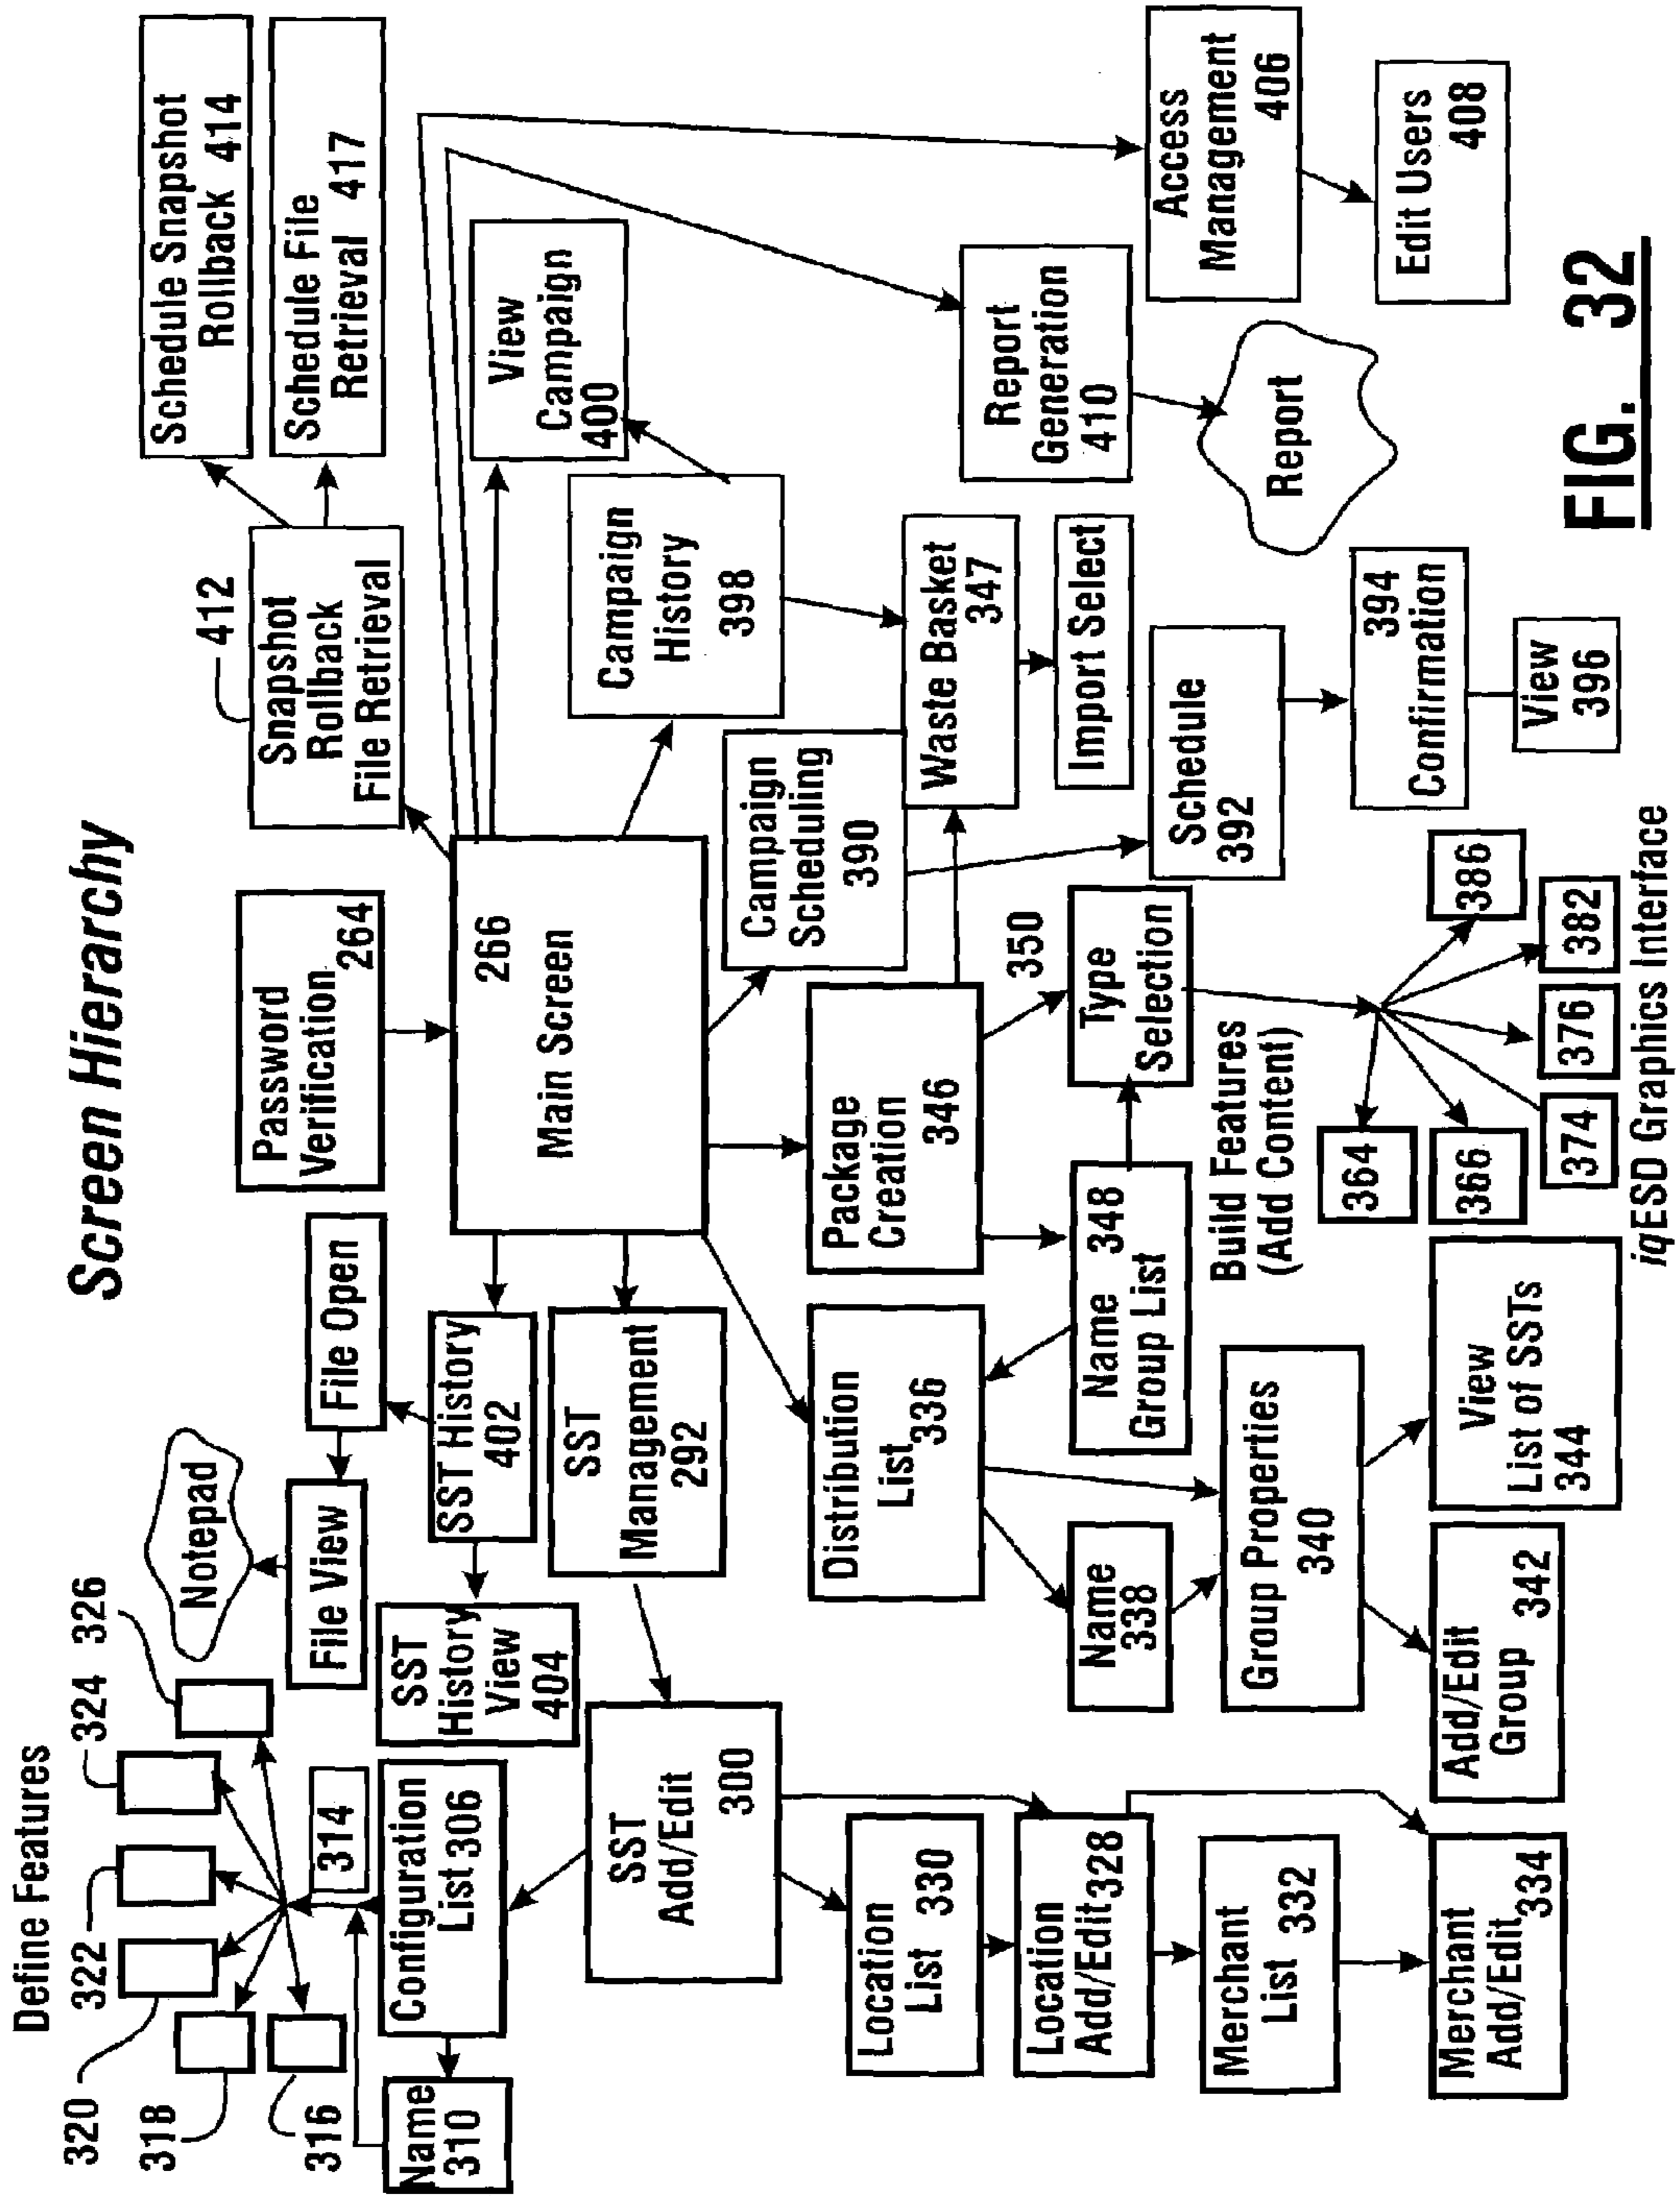 Screen Hierarchy
Define Features
320
322
324
326
318
316
314
Name
310
Configuration
List 306
Notepad
File View
File Open
SST History
402
SST
History
View
404
SST
Management
292
SST
Add/Edit
300
Location
List 330
Location
Add/Edit 328
Merchant
List 332
Merchant
Add/Edit 334
Password
Verification 264
266
Main Screen
412
Snapshot
Rollback
File Retrieval
Schedule Snapshot
Rollback 414
Schedule File
Retrieval 417
View
Campaign
400
Campaign
History
398
Campaign
Scheduling
390
Waste Basket
347
Import Select
Schedule
392
394
Confirmation
View
396
Report
Generation
410
Report
Access
Management
406
Edit Users
408
Distribution
List 336
Name
338
Group Properties
340
Add/Edit
Group 342
View
List of SSTs
344
Package
Creation 346
Name 348
Group List
350
Type
Selection
Build Features
(Add Content)
364
366
374
376
382
386
iqESD Graphics Interface
FIG. 32